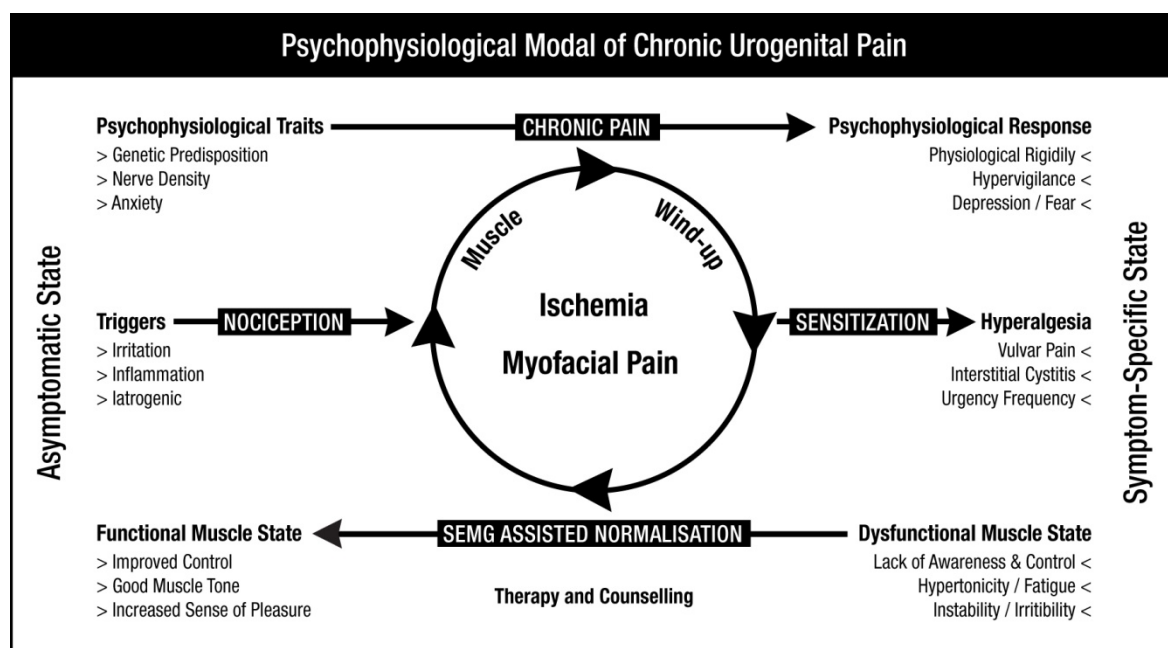 Psychophysiological Modal of Chronic Urogenital Pain
Psychophysiological Traits
> Genetic Predisposition
> Nerve Density
> Anxiety
CHRONIC PAIN
Psychophysiological Response
Physiological Rigidily <
Hypervigilance <
Depression / Fear <
Asymptomatic State
Muscle
Wind-up
Symptom-Specific State
Triggers
> Irritation
> Inflammation
> Iatrogenic
NOCICEPTION
Ischemia
Myofacial Pain
SENSITIZATION
Hyperalgesia
Vulvar Pain <
Interstitial Cystitis <
Urgency Frequency <
Functional Muscle State
> Improved Control
> Good Muscle Tone
> Increased Sense of Pleasure
SEMG ASSISTED NORMALISATION
Therapy and Counselling
Dysfunctional Muscle State
Lack of Awareness & Control <
Hypertonicity / Fatigue <
Instability / Irritibility <